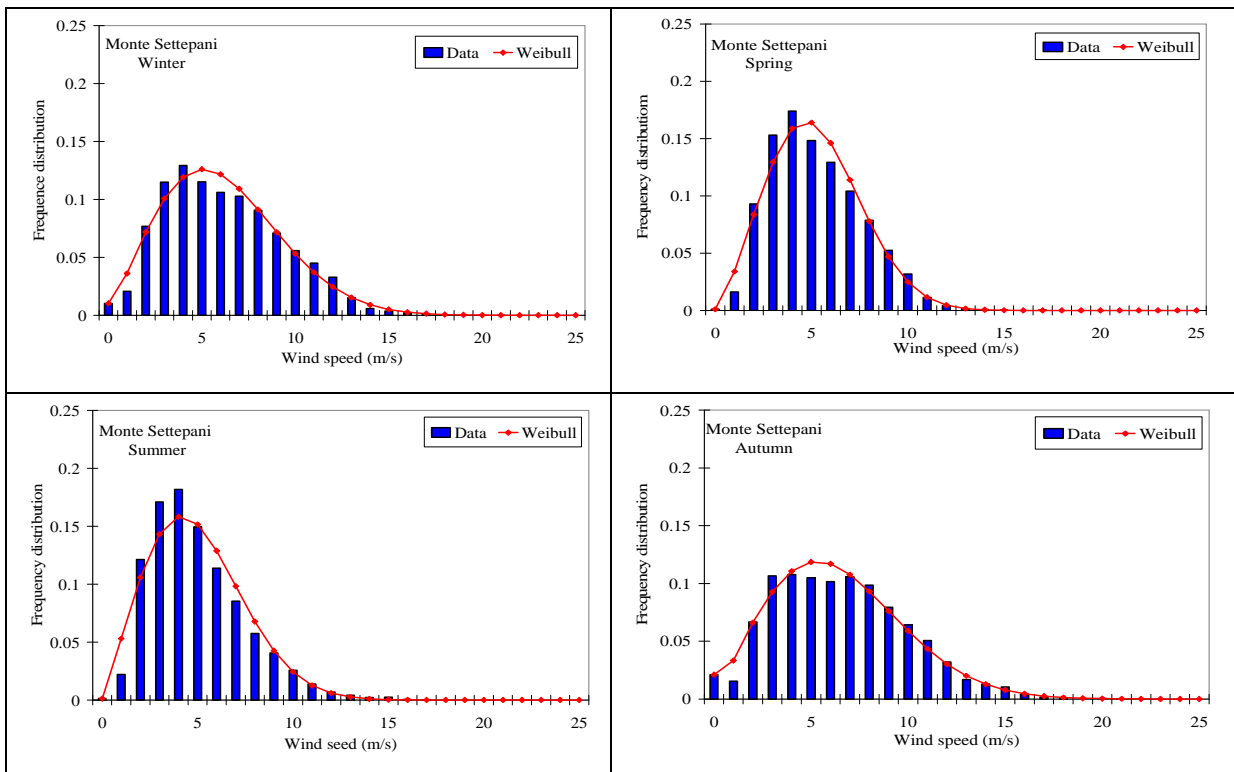 0.25
0.2
0.15
0.1
0.05
0
Frequence distribution
Monte Settepani
Winter
Data
Weibull
0 5 10 15 20 25
Wind speed (m/s)
0.25
0.2
0.15
0.1
0.05
0
Frequency distributiom
Monte Settepani
Spring
Data
Weibull
0 5 10 15 20 25
Wind speed (m/s)
0.25
0.2
0.15
0.1
0.05
0
Frequency distribution
Monte Settepani
Summer
Data
Weibull
0 5 10 15 20 25
Wind seed (m/s)
0.25
0.2
0.15
0.1
0.05
0
Frequency distribution
Monte Settepani
Autumn
Data
Weibull
0 5 10 15 20 25
Wind speed (m/s)